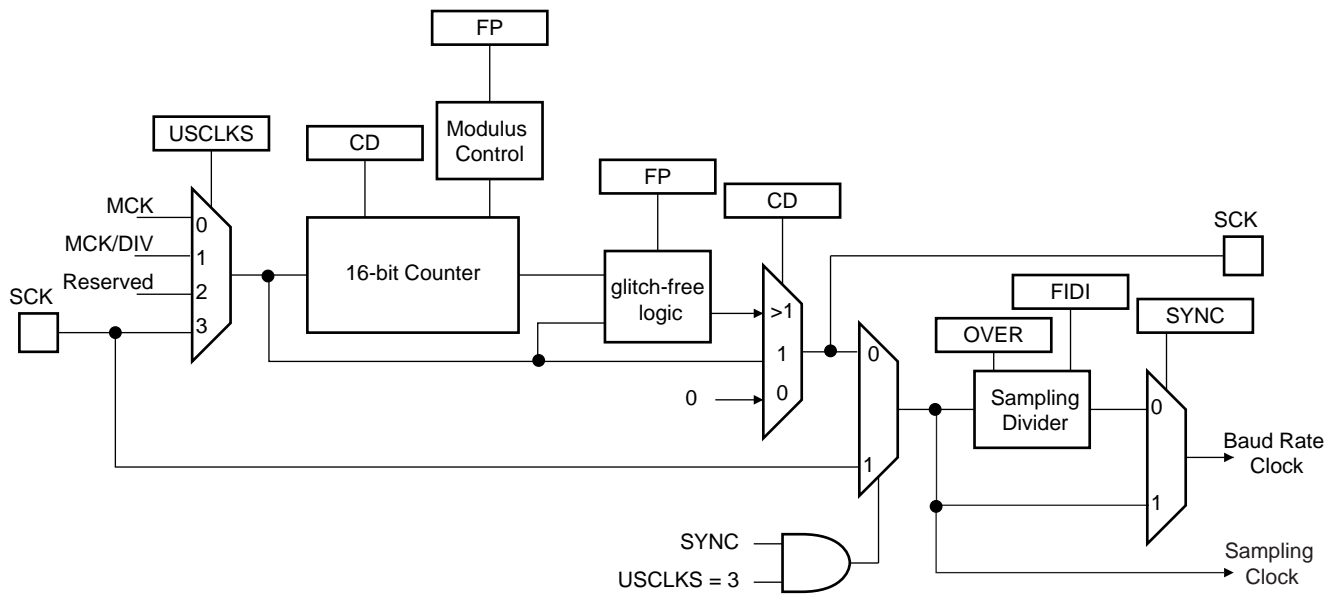 FP
USCLKS
CD
Modulus
Control
FP
CD
MCK
0
MCK/DIV
1
Reserved
2
SCK
3
16-bit Counter
glitch-free
logic
>1
1
0
0
SCK
FIDI
OVER
SYNC
0
1
Sampling
Divider
0
1
Baud Rate
Clock
SYNC
USCLKS = 3
Sampling
Clock